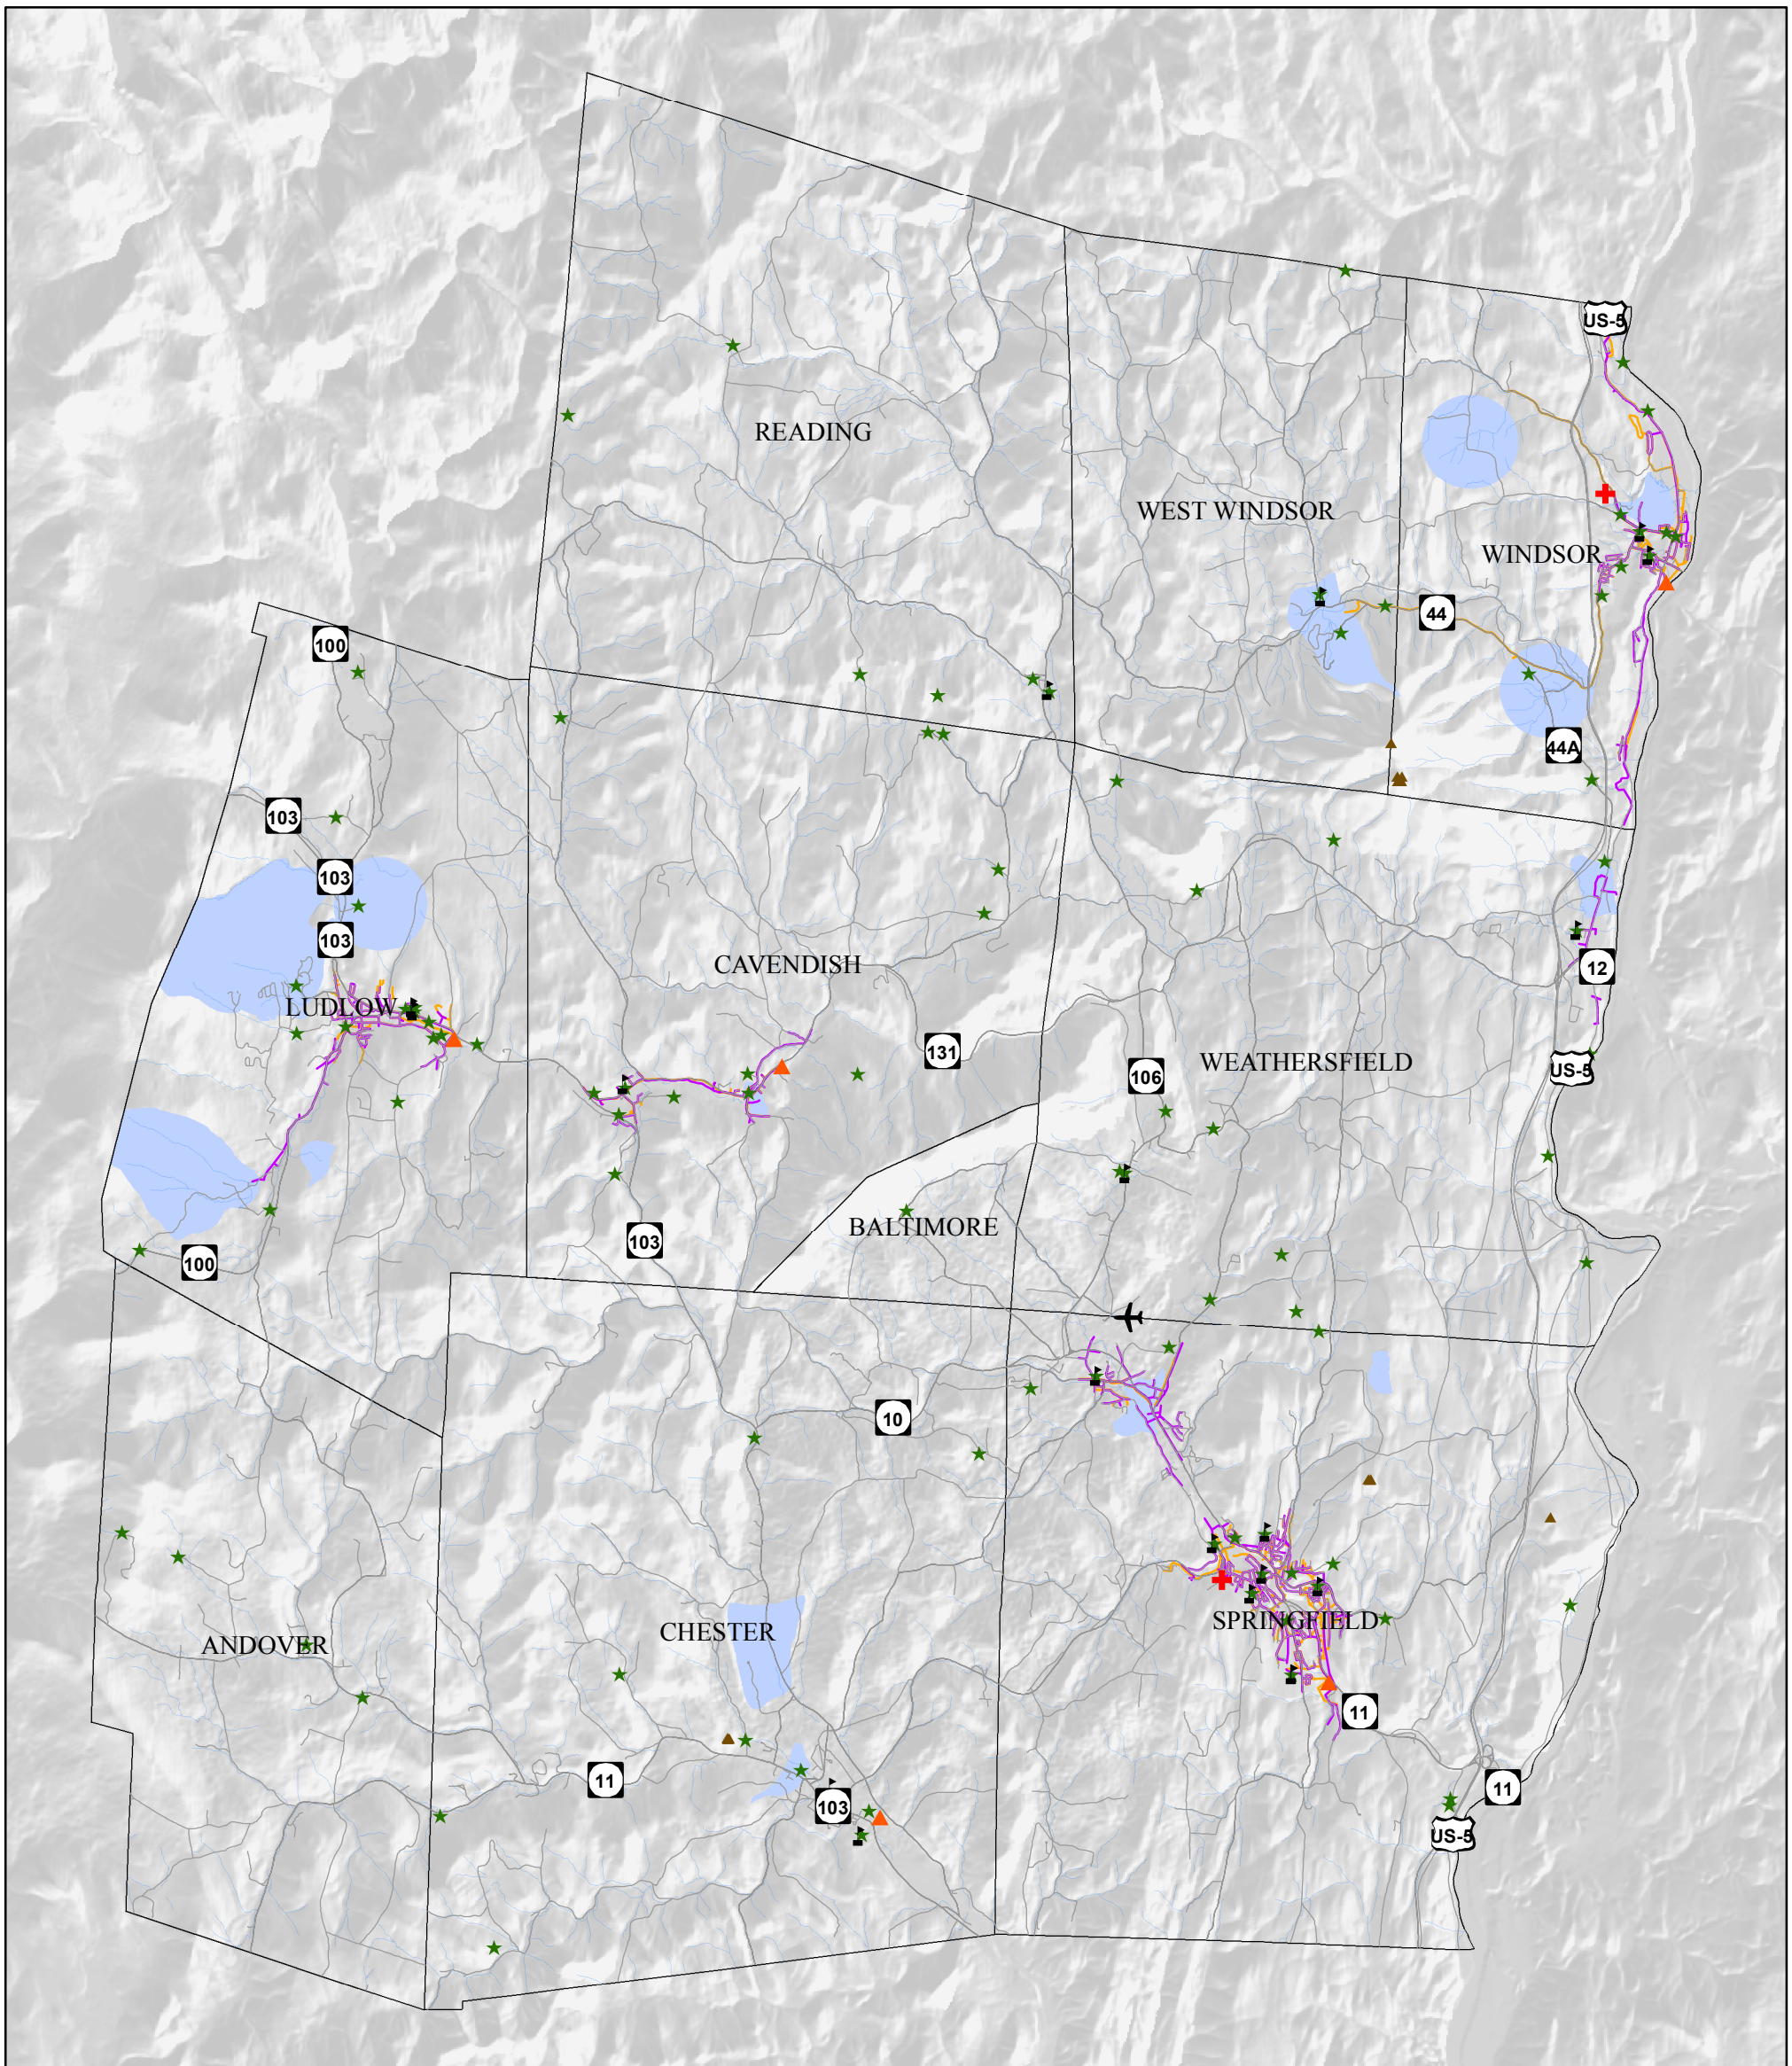 US-5
READING
WEST WINDSOR
WINDSOR
44
100
44A
103
103
103
CAVENDISH
12
LUDLOW
131
WEATHERSFIELD
US-5
106
BALTIMORE
103
100
10
SPRINGFIELD
CHESTER
ANDOVER
11
11
11
103
US-5